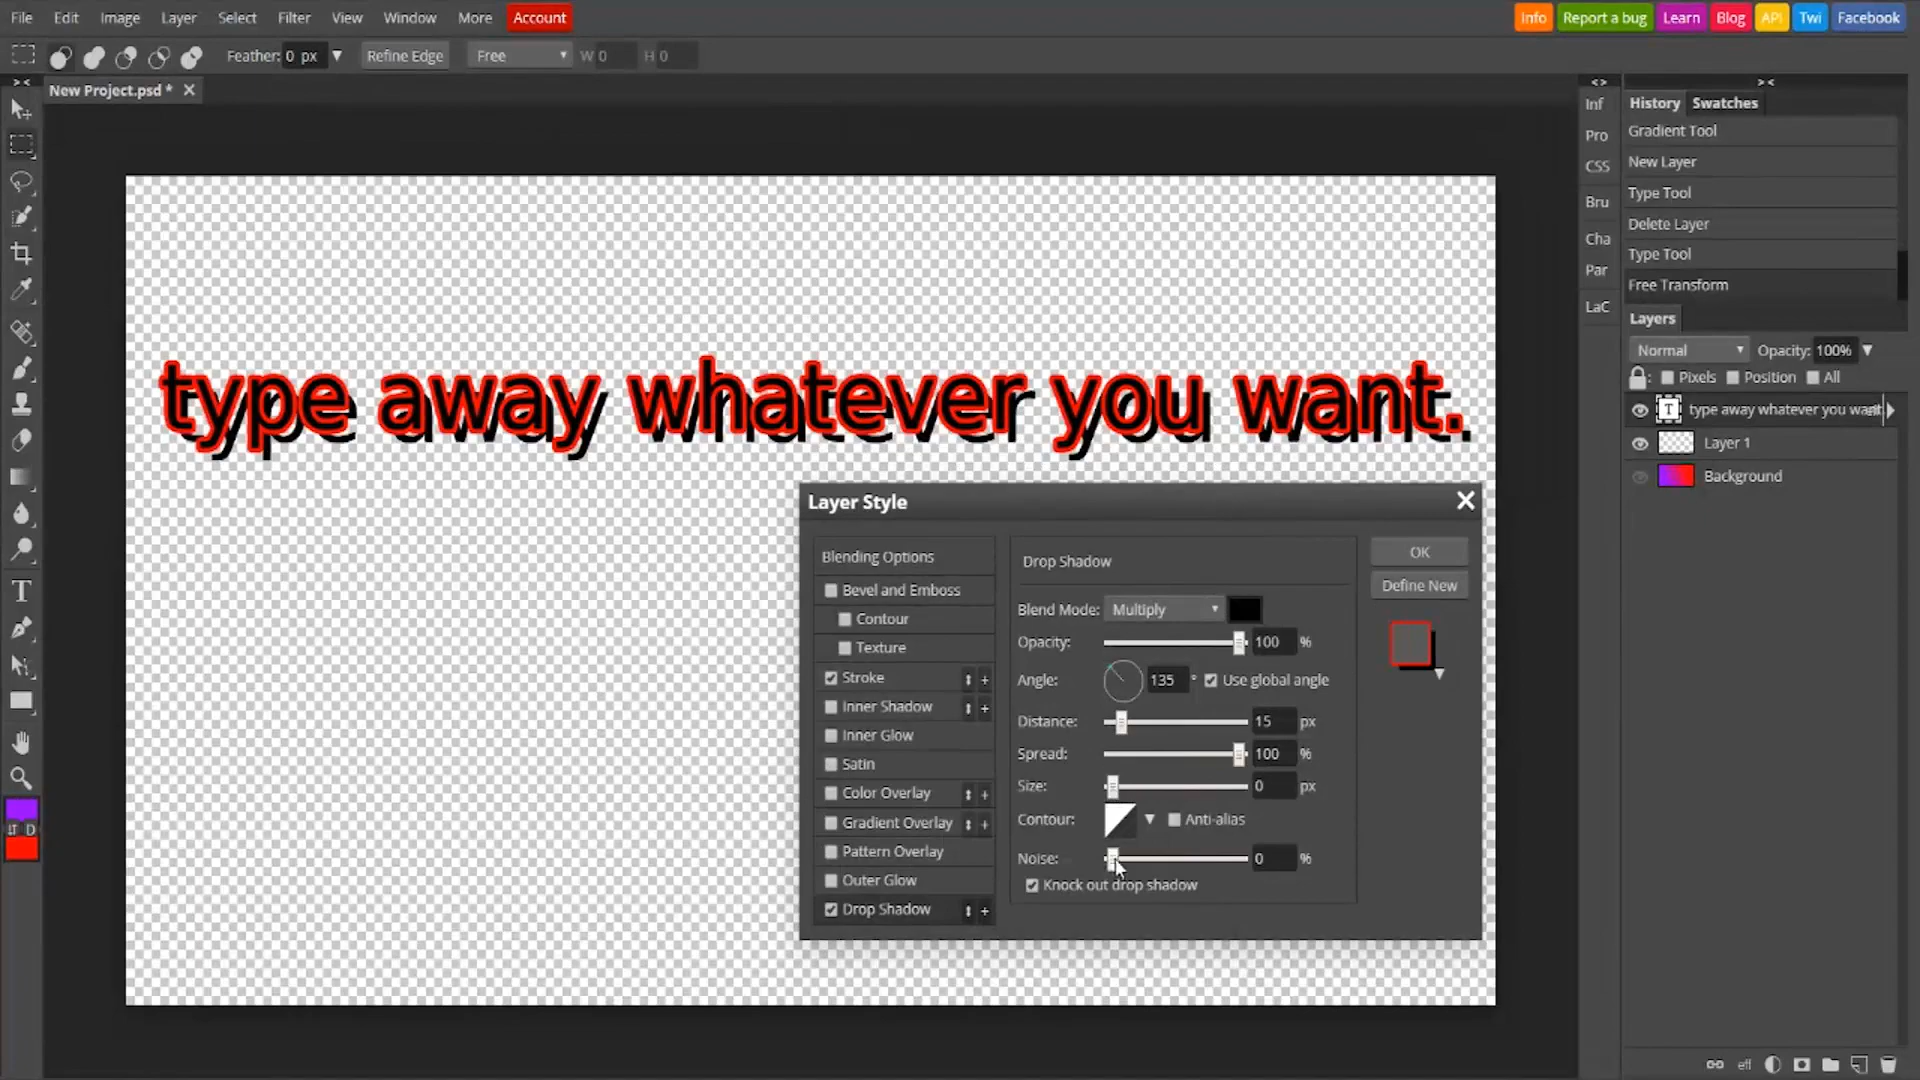 File Edit Image Layer Select Filter View Window More Account Info Report a bug Learn Blog API Twi Facebook
Feather: 0 px Refine Edge Free W 0 H 0
New Project.psd *
type away whatever you want.
Layer Style
Blending Options
Bevel and Emboss
Contour
Texture
Stroke
Inner Shadow
Inner Glow
Satin
Color Overlay
Gradient Overlay
Pattern Overlay
Outer Glow
Drop Shadow
Drop Shadow
Blend Mode: Multiply
Opacity: 100 %
Angle: 135 ° Use global angle
Distance: 15 px
Spread: 100 %
Size: 0 px
Contour: Anti-alias
Noise: 0 %
Knock out drop shadow
OK
Define New
Inf
Pro
CSS
Bru
Cha
Par
LaC
History Swatches
Gradient Tool
New Layer
Type Tool
Delete Layer
Type Tool
Free Transform
Layers
Normal Opacity: 100%
Pixels Position All
type away whatever you want
Layer 1
Background
T
D
eff